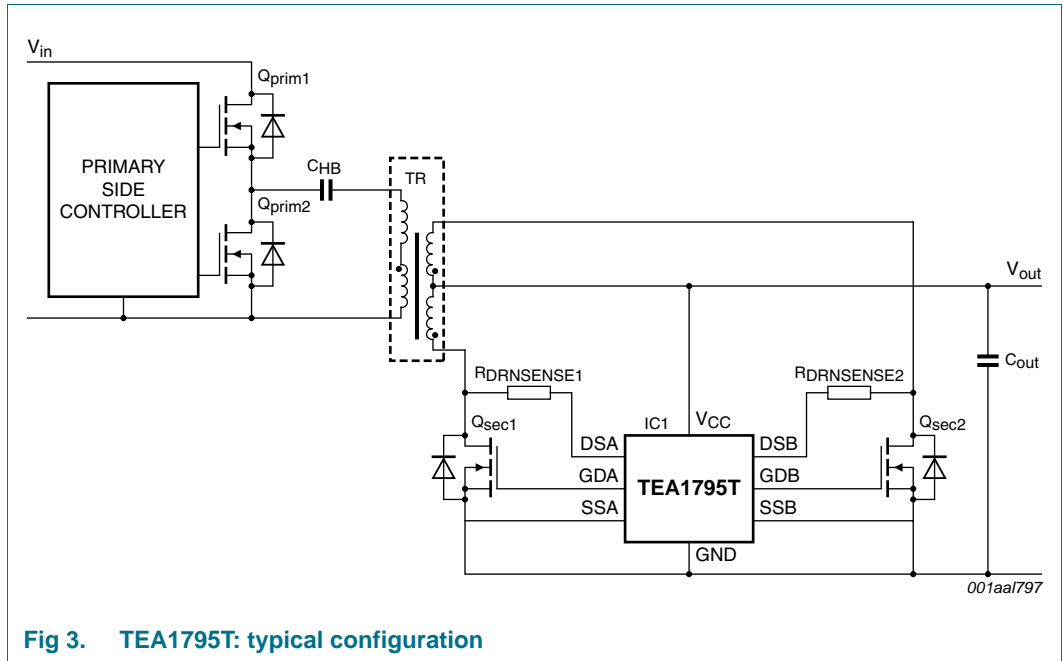 Vin
Qprim1
PRIMARY
SIDE
CONTROLLER
CHB
TR
Qprim2
Vout
RDRNSENSE1
RDRNSENSE2
Cout
Qsec1
IC1
VCC
Qsec2
DSA
DSB
GDA
TEA1795T
GDB
SSA
SSB
GND
001aal797
Fig 3. TEA1795T: typical configuration